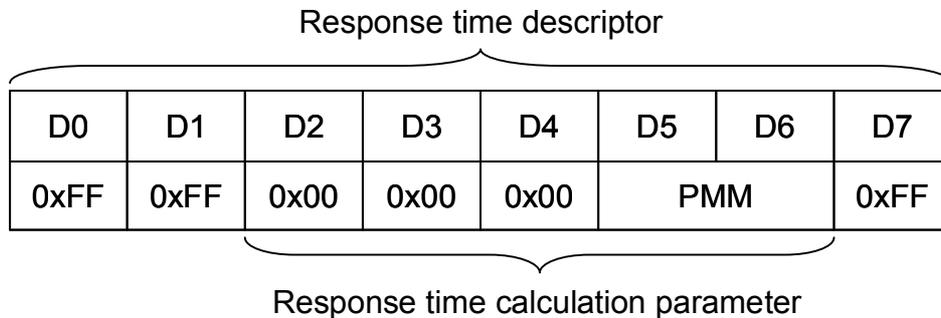 Response time descriptor
D0 D1 D2 D3 D4 D5 D6 D7
0xFF 0xFF 0x00 0x00 0x00 PMM 0xFF
Response time calculation parameter